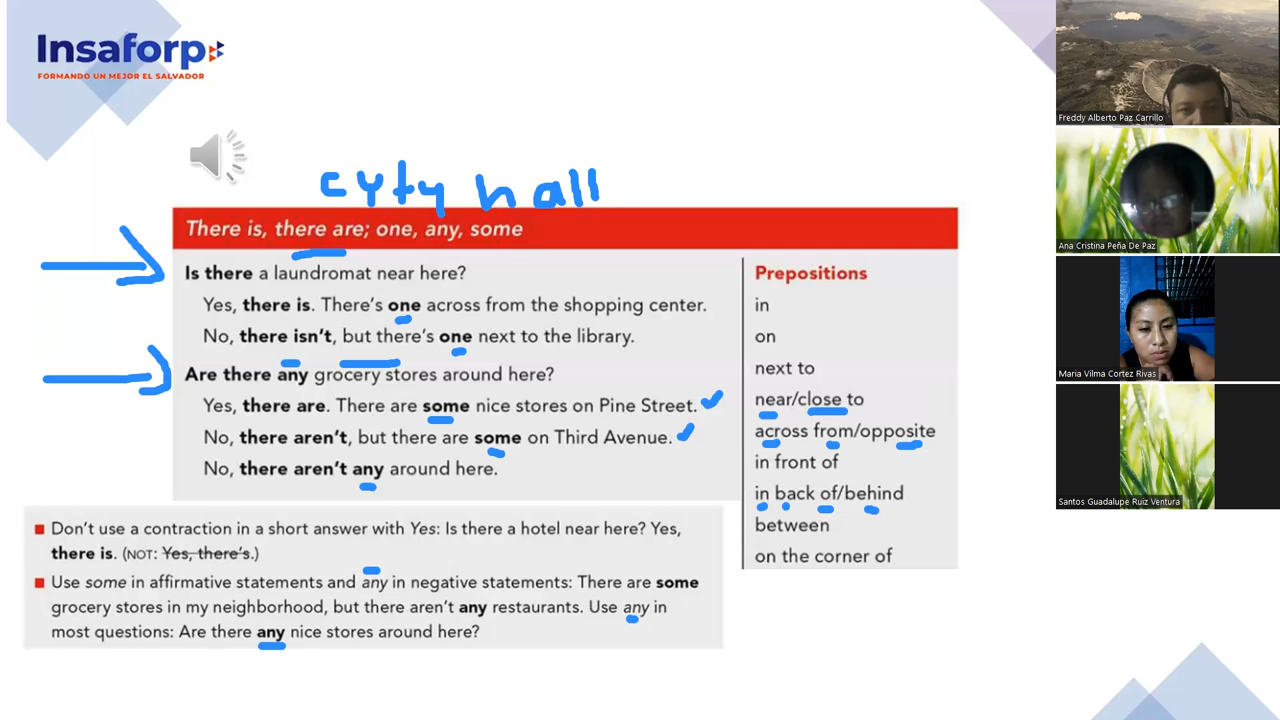 Insaforp
FORMANDO UN MEJOR EL SALVADOR
cyty hall
There is, there are; one, any, some
Is there a laundromat near here?
Yes, there is. There's one across from the shopping center.
No, there isn't, but there's one next to the library.
Are there any grocery stores around here?
Yes, there are. There are some nice stores on Pine Street.
No, there aren't, but there are some on Third Avenue.
No, there aren't any around here.
Prepositions
in
on
next to
near/close to
across from/opposite
in front of
in back of/behind
between
on the corner of
Don't use a contraction in a short answer with Yes: Is there a hotel near here? Yes,
there is. (NOT: Yes, there's.)
Use some in affirmative statements and any in negative statements: There are some
grocery stores in my neighborhood, but there aren't any restaurants. Use any in
most questions: Are there any nice stores around here?
Freddy Alberto Paz Carrillo
Ana Cristina Peña De Paz
Maria Vilma Cortez Rivas
Santos Guadalupe Ruiz Ventura